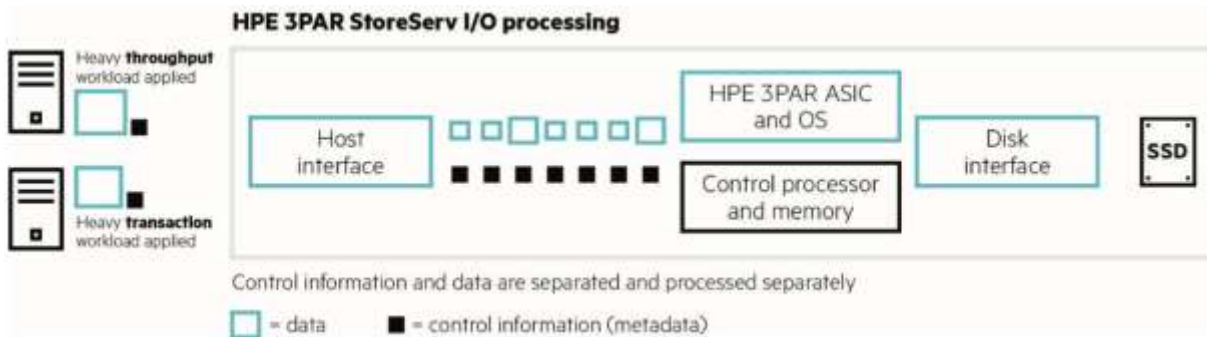 HPE 3PAR StoreServ I/O processing
Heavy throughput
workload applied
Heavy transaction
workload applied
Host
interface
HPE 3PAR ASIC
and OS
Control processor
and memory
Disk
interface
SSD
Control information and data are separated and processed separately
= data
= control information (metadata)